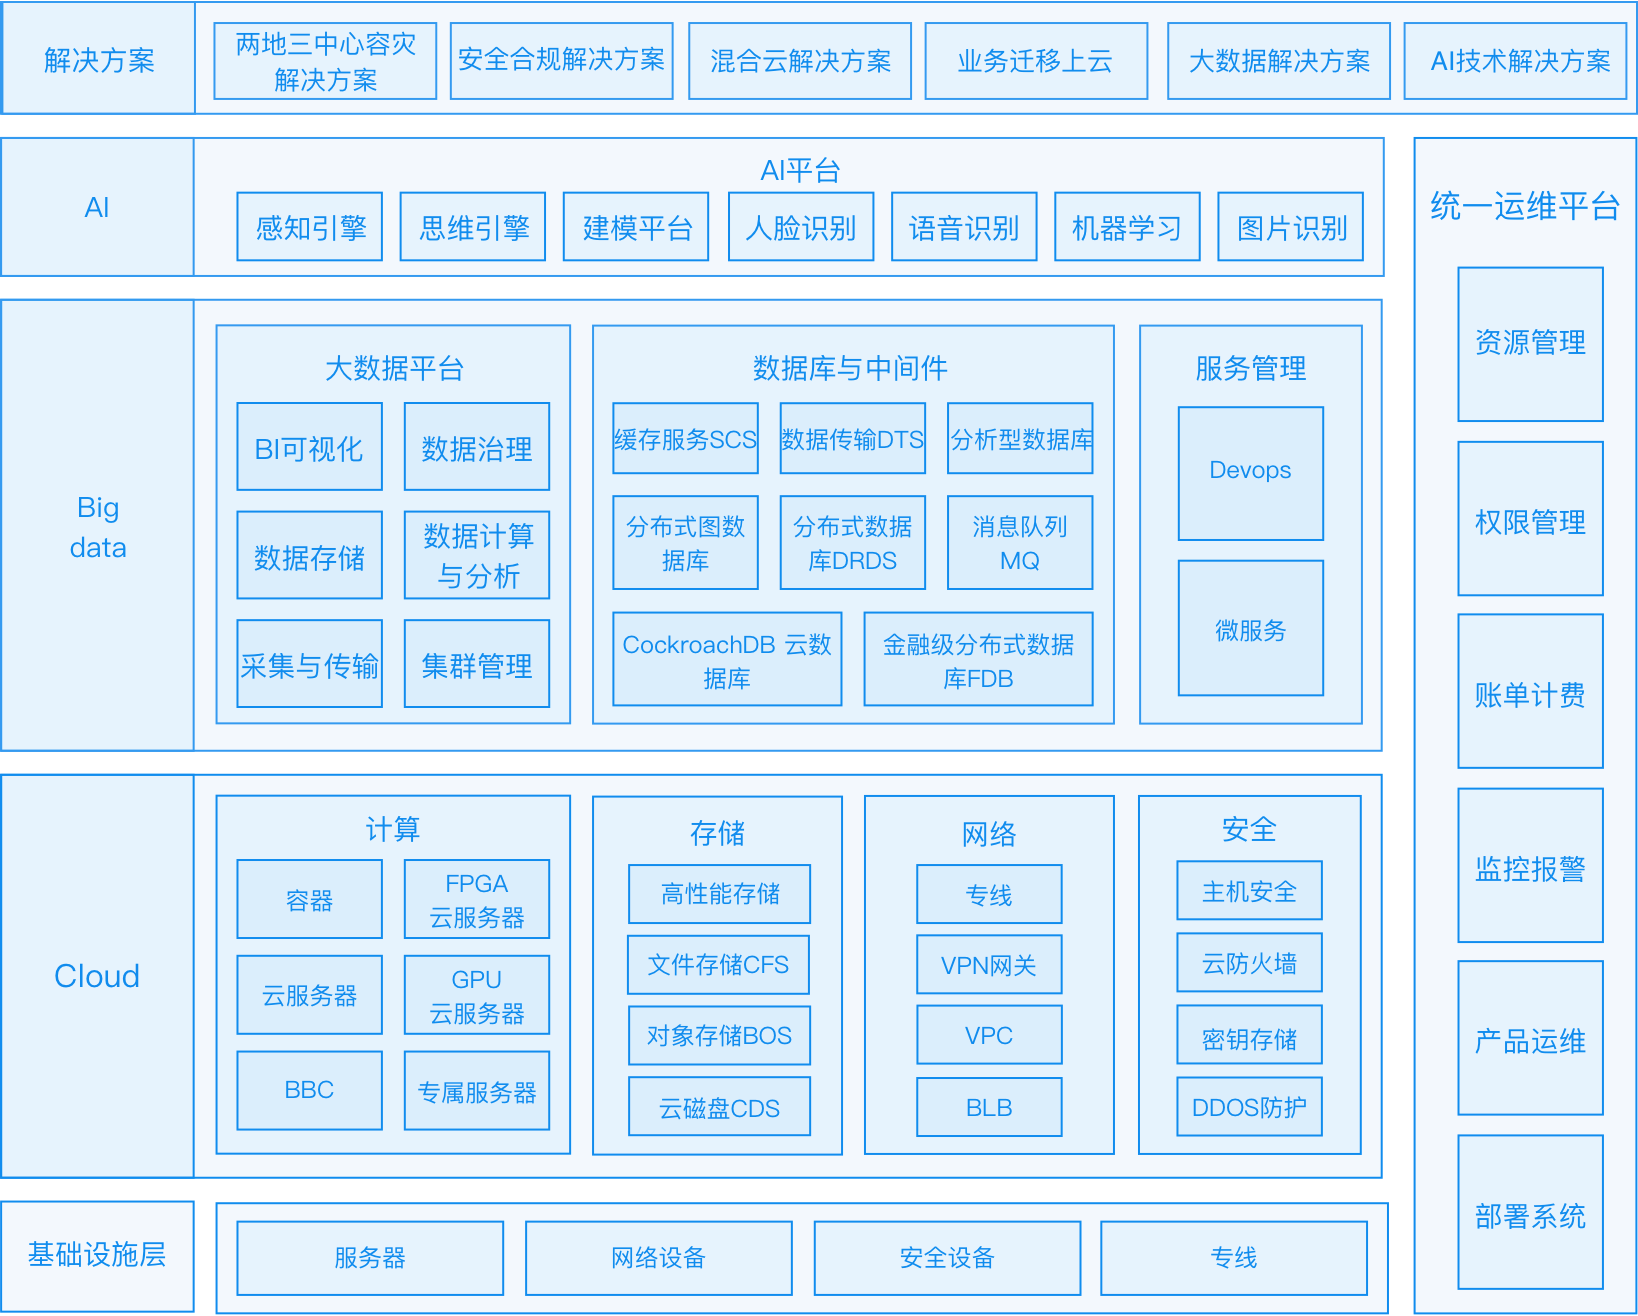 解决方案
两地三中心容灾
解决方案
安全合规解决方案
混合云解决方案
业务迁移上云
大数据解决方案
AI技术解决方案
AI
AI平台
感知引擎
思维引擎
建模平台
人脸识别
语音识别
机器学习
图片识别
Big
data
大数据平台
BI可视化
数据治理
数据存储
数据计算
与分析
采集与传输
集群管理
数据库与中间件
缓存服务SCS
数据传输DTS
分析型数据库
分布式图数
据库
分布式数据
库DRDS
消息队列
MQ
CockroachDB 云数
据库
金融级分布式数据
库FDB
服务管理
Devops
微服务
Cloud
计算
容器
FPGA
云服务器
云服务器
GPU
云服务器
BBC
专属服务器
存储
高性能存储
文件存储CFS
对象存储BOS
云磁盘CDS
网络
专线
VPN网关
VPC
BLB
安全
主机安全
云防火墙
密钥存储
DDOS防护
基础设施层
服务器
网络设备
安全设备
专线
统一运维平台
资源管理
权限管理
账单计费
监控报警
产品运维
部署系统